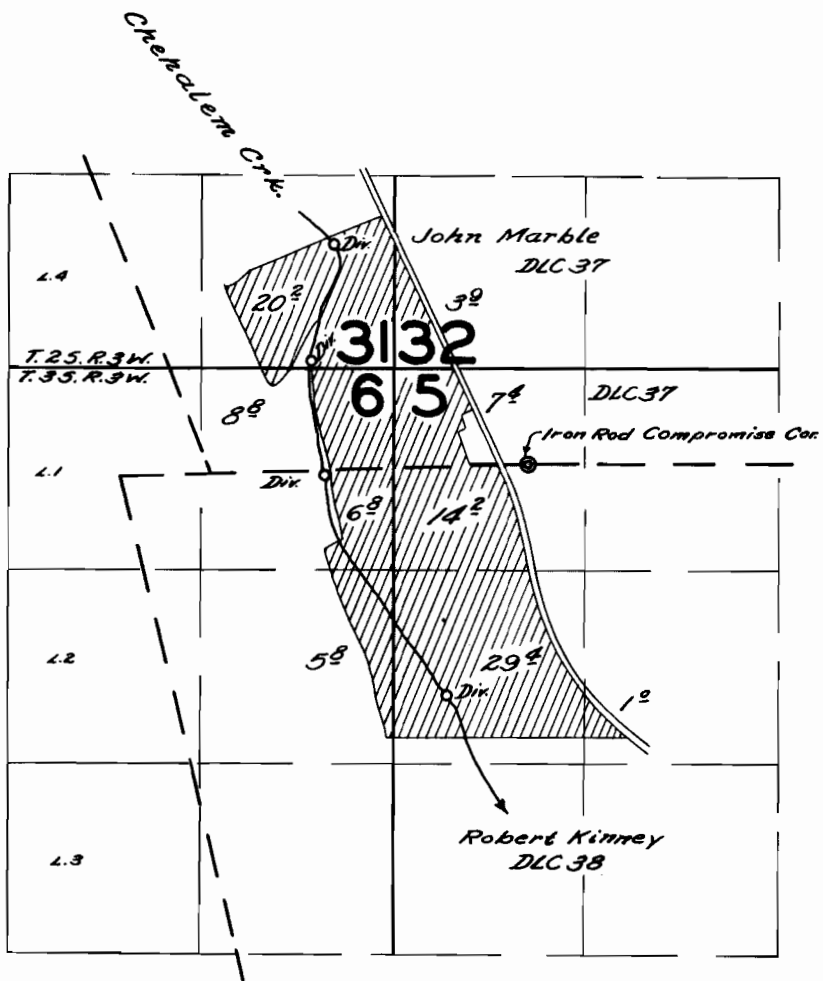 Chehalem Crk.
Div.
John Marble
DLC 37
L.4
20 2
3 0
Div.
31 32
T.2S. R.3W.
T.3S. R.3W.
6 5
7 4
DLC 37
8 8
Iron Rod Compromise Cor.
L.1
Div.
6 8
14 2
L.2
5 8
29 4
Div.
1 0
L.3
Robert Kinney
DLC 38